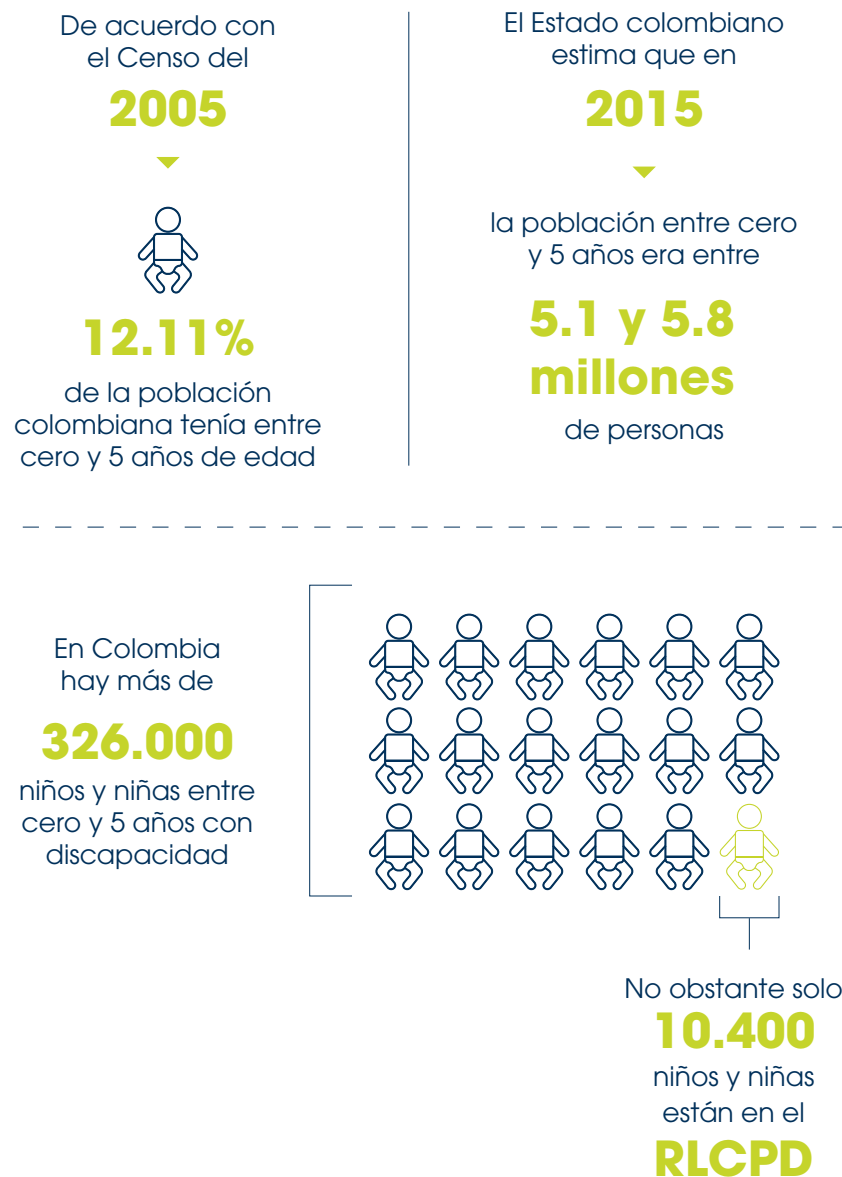 De acuerdo con
el Censo del
2005
12.11%
de la población
colombiana tenía entre
cero y 5 años de edad
El Estado colombiano
estima que en
2015
la población entre cero
y 5 años era entre
5.1 y 5.8
millones
de personas
En Colombia
hay más de
326.000
niños y niñas entre
cero y 5 años con
discapacidad
No obstante solo
10.400
niños y niñas
están en el
RLCPD